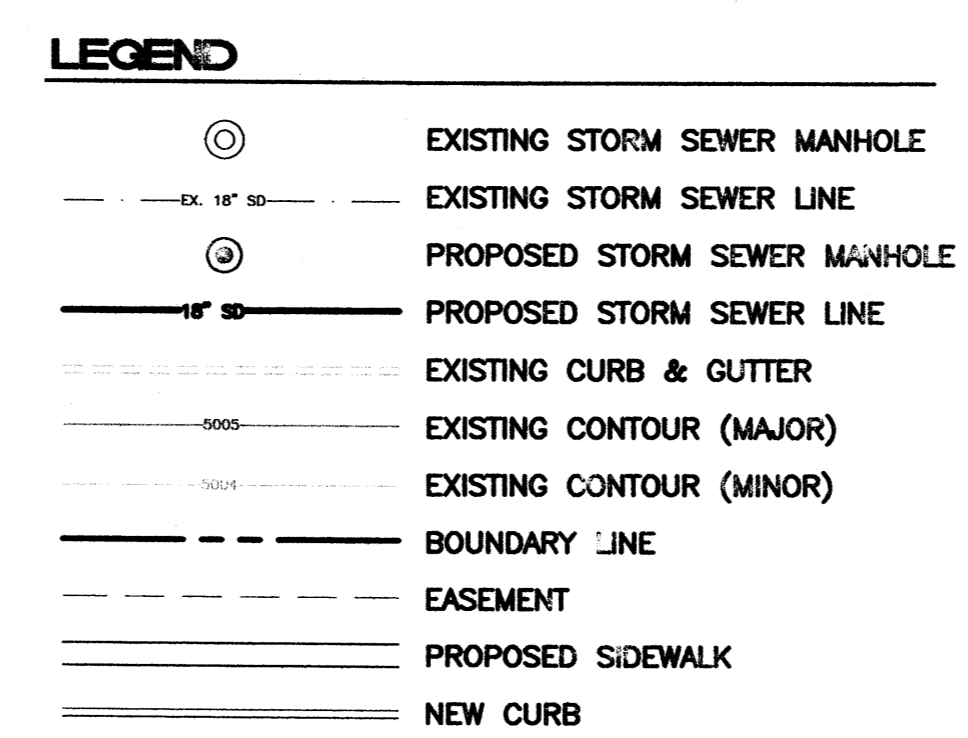 LEGEND
EXISTING STORM SEWER MANHOLE
EX. 18" SD EXISTING STORM SEWER LINE
PROPOSED STORM SEWER MANHOLE
18" SD PROPOSED STORM SEWER LINE
EXISTING CURB & GUTTER
5005 EXISTING CONTOUR (MAJOR)
5004 EXISTING CONTOUR (MINOR)
BOUNDARY LINE
EASEMENT
PROPOSED SIDEWALK
NEW CURB